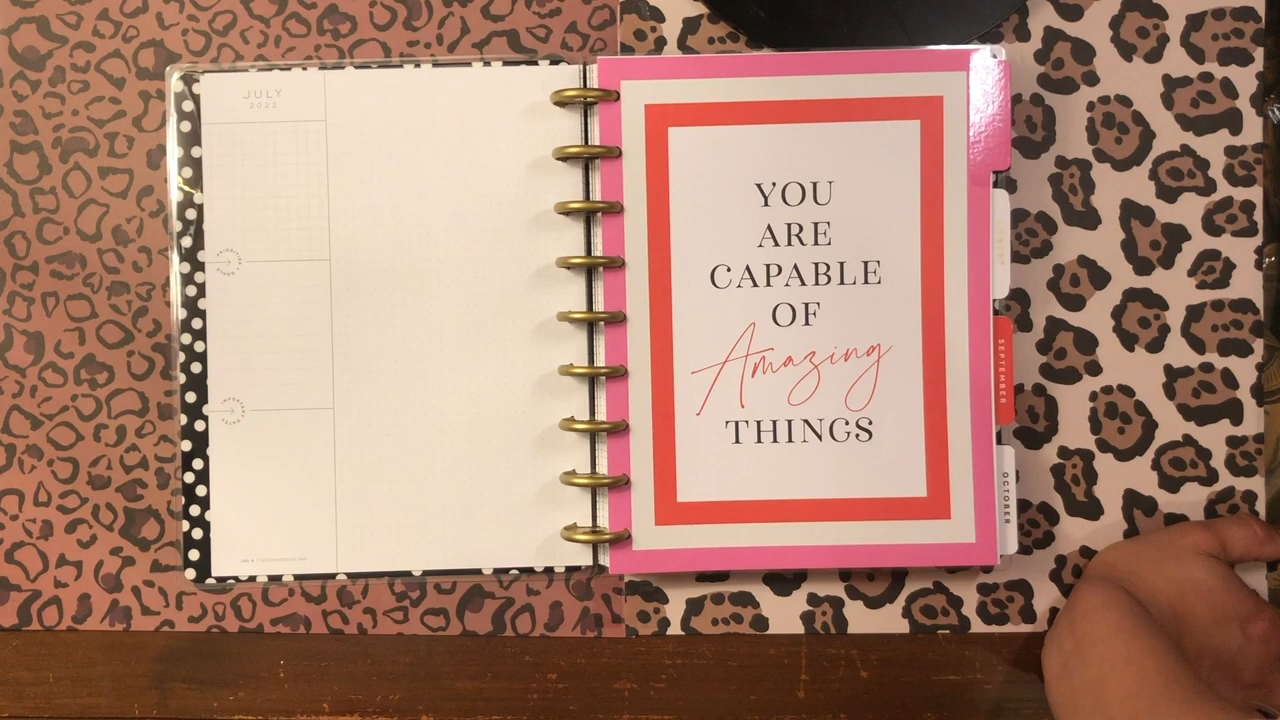 JULY
2022
YOU
ARE
CAPABLE
OF
Amazing
THINGS
SEPTEMBER
OCTOBER